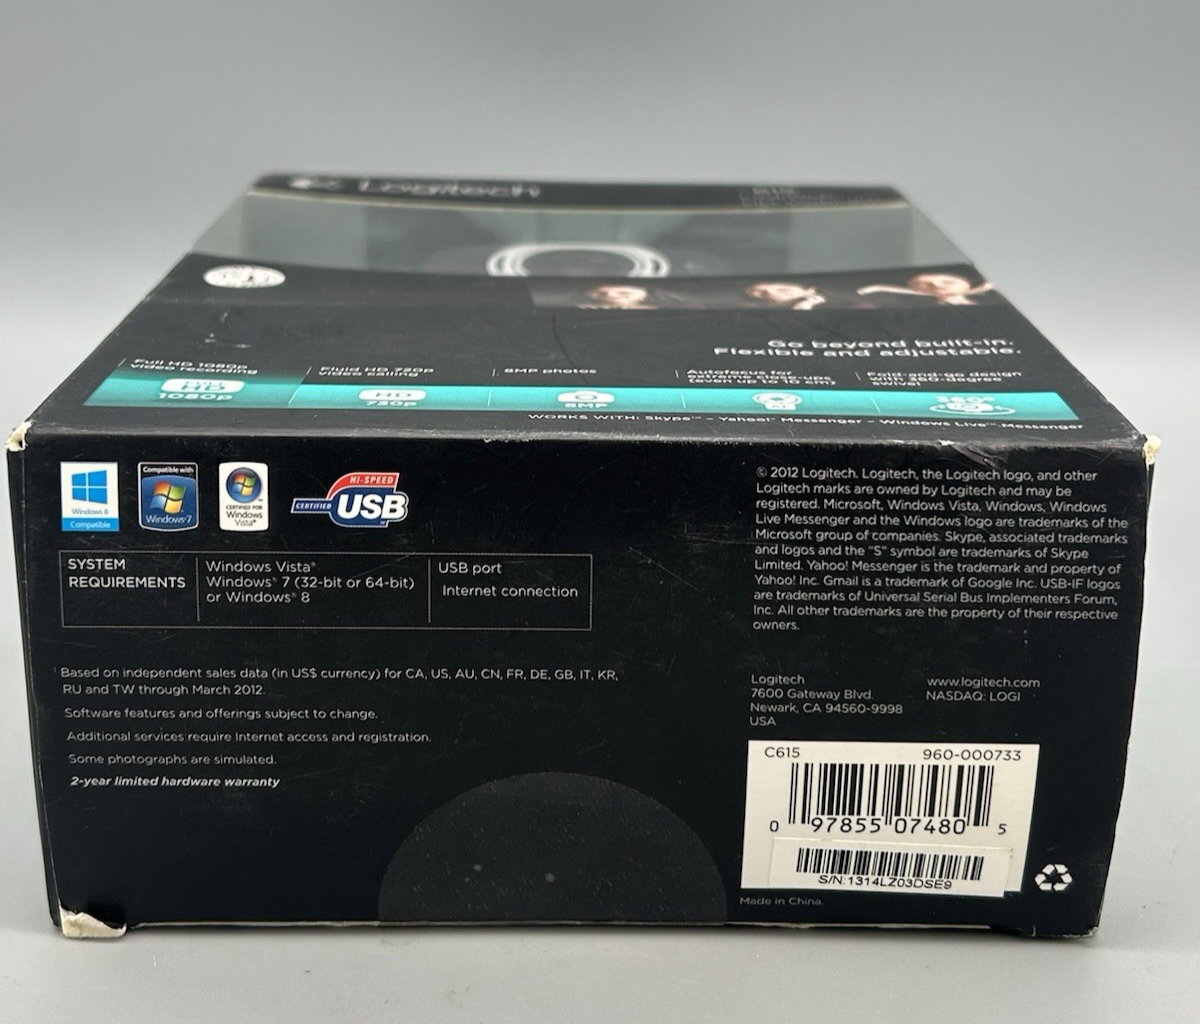 Logitech
Go beyond built-in.
Flexible and adjustable.
Full HD 1080p
video recording
Fluid HD 720p
video calling
8MP photos
Autofocus for
extreme close-ups
(even up to 10 cm)
Fold-and-go design
with 360-degree
swivel
FULL
HD
1080p
HD
720p
8MP
360°
WORKS WITH: Skype™ - Yahoo! Messenger - Windows Live™ Messenger
Windows 8
Compatible
Compatible with
Windows 7
CERTIFIED FOR
Windows
Vista®
HI-SPEED
CERTIFIED
USB
SYSTEM
REQUIREMENTS
Windows Vista®
Windows® 7 (32-bit or 64-bit)
or Windows® 8
USB port
Internet connection
¹ Based on independent sales data (in US$ currency) for CA, US, AU, CN, FR, DE, GB, IT, KR,
RU and TW through March 2012.
Software features and offerings subject to change.
Additional services require Internet access and registration.
Some photographs are simulated.
2-year limited hardware warranty
© 2012 Logitech. Logitech, the Logitech logo, and other
Logitech marks are owned by Logitech and may be
registered. Microsoft, Windows Vista, Windows, Windows
Live Messenger and the Windows logo are trademarks of the
Microsoft group of companies. Skype, associated trademarks
and logos and the "S" symbol are trademarks of Skype
Limited. Yahoo! Messenger is the trademark and property of
Yahoo! Inc. Gmail is a trademark of Google Inc. USB-IF logos
are trademarks of Universal Serial Bus Implementers Forum,
Inc. All other trademarks are the property of their respective
owners.
Logitech
7600 Gateway Blvd.
Newark, CA 94560-9998
USA
www.logitech.com
NASDAQ: LOGI
C615
960-000733
0 97855 07480 5
S/N:1314LZ03DSE9
Made in China.